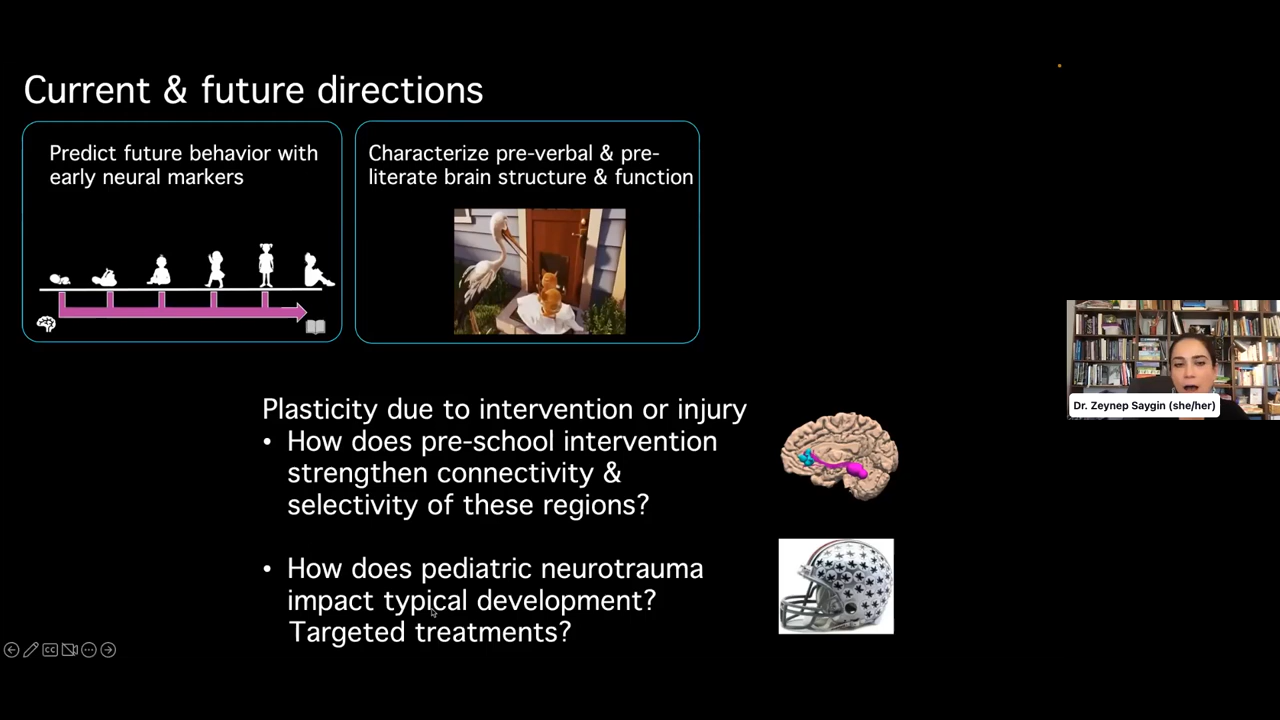 Current & future directions
Predict future behavior with
early neural markers
Characterize pre-verbal & pre-
literate brain structure & function
Plasticity due to intervention or injury
• How does pre-school intervention
strengthen connectivity &
selectivity of these regions?
• How does pediatric neurotrauma
impact typical development?
Targeted treatments?
Dr. Zeynep Saygin (she/her)
CC